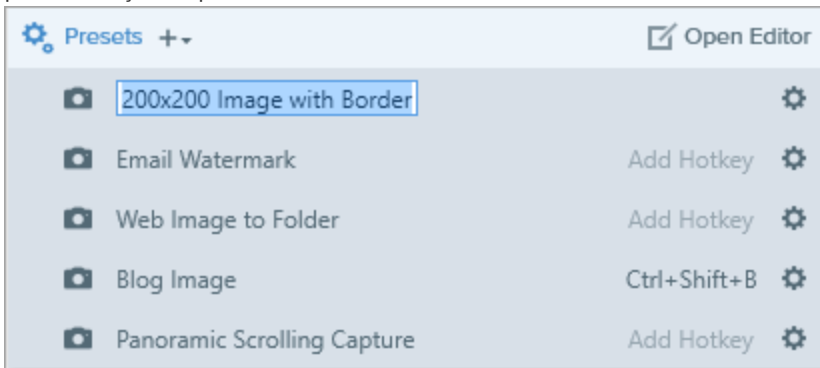 Presets Open Editor
200x200 Image with Border
Email Watermark Add Hotkey
Web Image to Folder Add Hotkey
Blog Image Ctrl+Shift+B
Panoramic Scrolling Capture Add Hotkey